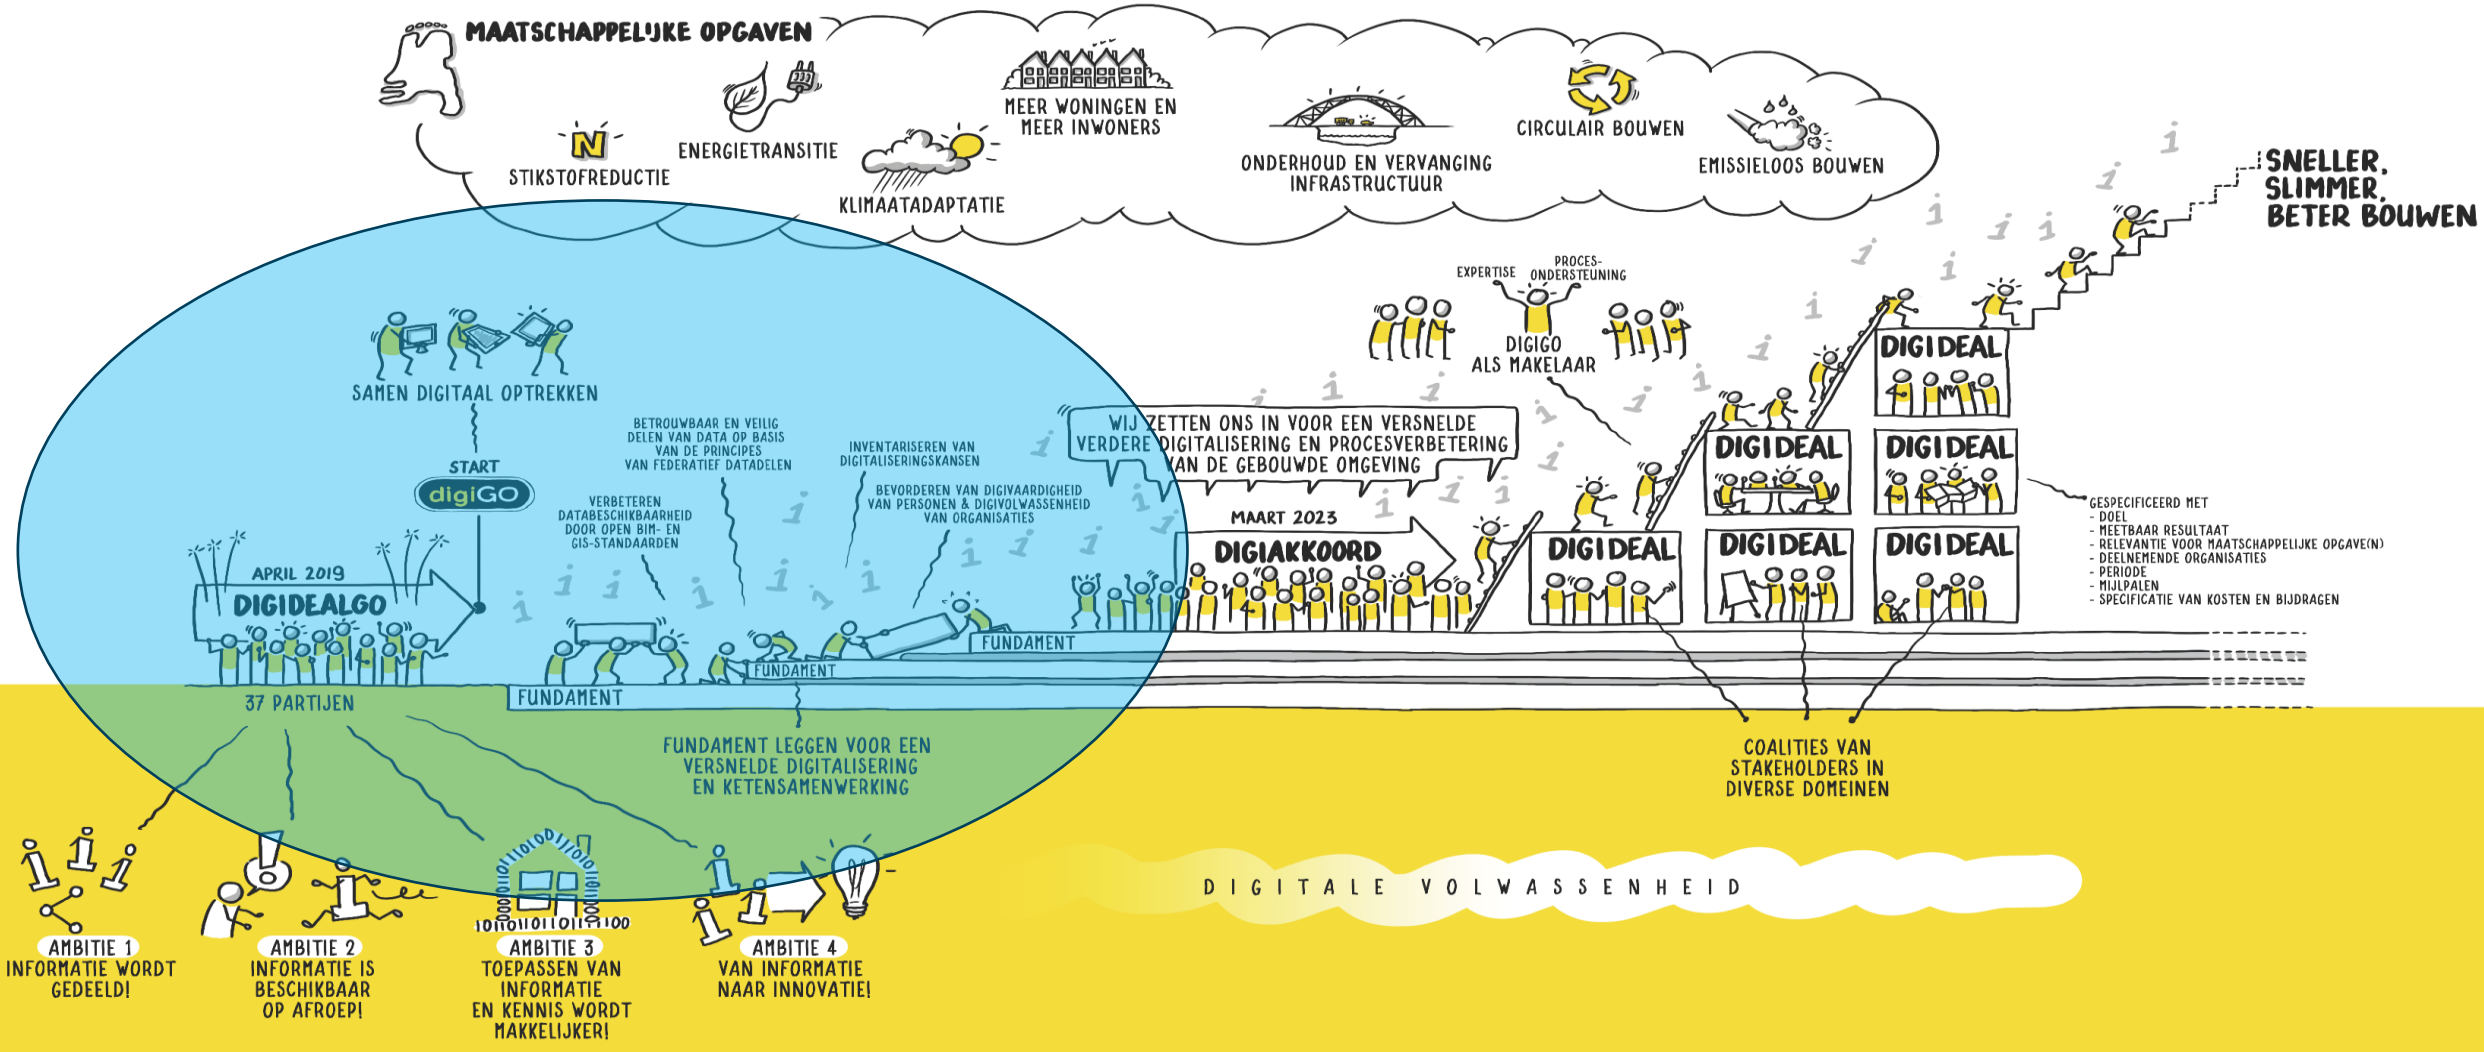 MAATSCHAPPELIJKE OPGAVEN
N
STIKSTOFREDUCTIE
ENERGIETRANSITIE
KLIMAATADAPTATIE
MEER WONINGEN EN
MEER INWONERS
ONDERHOUD EN VERVANGING
INFRASTRUCTUUR
CIRCULAIR BOUWEN
EMISSIELOOS BOUWEN
SNELLER,
SLIMMER,
BETER BOUWEN
SAMEN DIGITAAL OPTREKKEN
START
digiGO
APRIL 2019
DIGIDEALGO
37 PARTIJEN
VERBETEREN
DATABESCHIKBAARHEID
DOOR OPEN BIM- EN
GIS-STANDAARDEN
BETROUWBAAR EN VEILIG
DELEN VAN DATA OP BASIS
VAN DE PRINCIPES
VAN FEDERATIEF DATADELEN
INVENTARISEREN VAN
DIGITALISERINGSKANSEN
BEVORDEREN VAN DIGIVAARDIGHEID
VAN PERSONEN & DIGIVOLWASSENHEID
VAN ORGANISATIES
FUNDAMENT
FUNDAMENT
FUNDAMENT
FUNDAMENT LEGGEN VOOR EEN
VERSNELDE DIGITALISERING
EN KETENSAMENWERKING
WIJ ZETTEN ONS IN VOOR EEN VERSNELDE
VERDERE DIGITALISERING EN PROCESVERBETERING
VAN DE GEBOUWDE OMGEVING
MAART 2023
DIGIAKKOORD
EXPERTISE
PROCES-
ONDERSTEUNING
DIGIGO
ALS MAKELAAR
DIGIDEAL
DIGIDEAL
DIGIDEAL
DIGIDEAL
DIGIDEAL
DIGIDEAL
GESPECIFICEERD MET
- DOEL
- MEETBAAR RESULTAAT
- RELEVANTIE VOOR MAATSCHAPPELIJKE OPGAVE(N)
- DEELNEMENDE ORGANISATIES
- PERIODE
- MIJLPALEN
- SPECIFICATIE VAN KOSTEN EN BIJDRAGEN
COALITIES VAN
STAKEHOLDERS IN
DIVERSE DOMEINEN
DIGITALE VOLWASSENHEID
AMBITIE 1
INFORMATIE WORDT
GEDEELD!
AMBITIE 2
INFORMATIE IS
BESCHIKBAAR
OP AFROEP!
AMBITIE 3
TOEPASSEN VAN
INFORMATIE
EN KENNIS WORDT
MAKKELIJKER!
AMBITIE 4
VAN INFORMATIE
NAAR INNOVATIE!